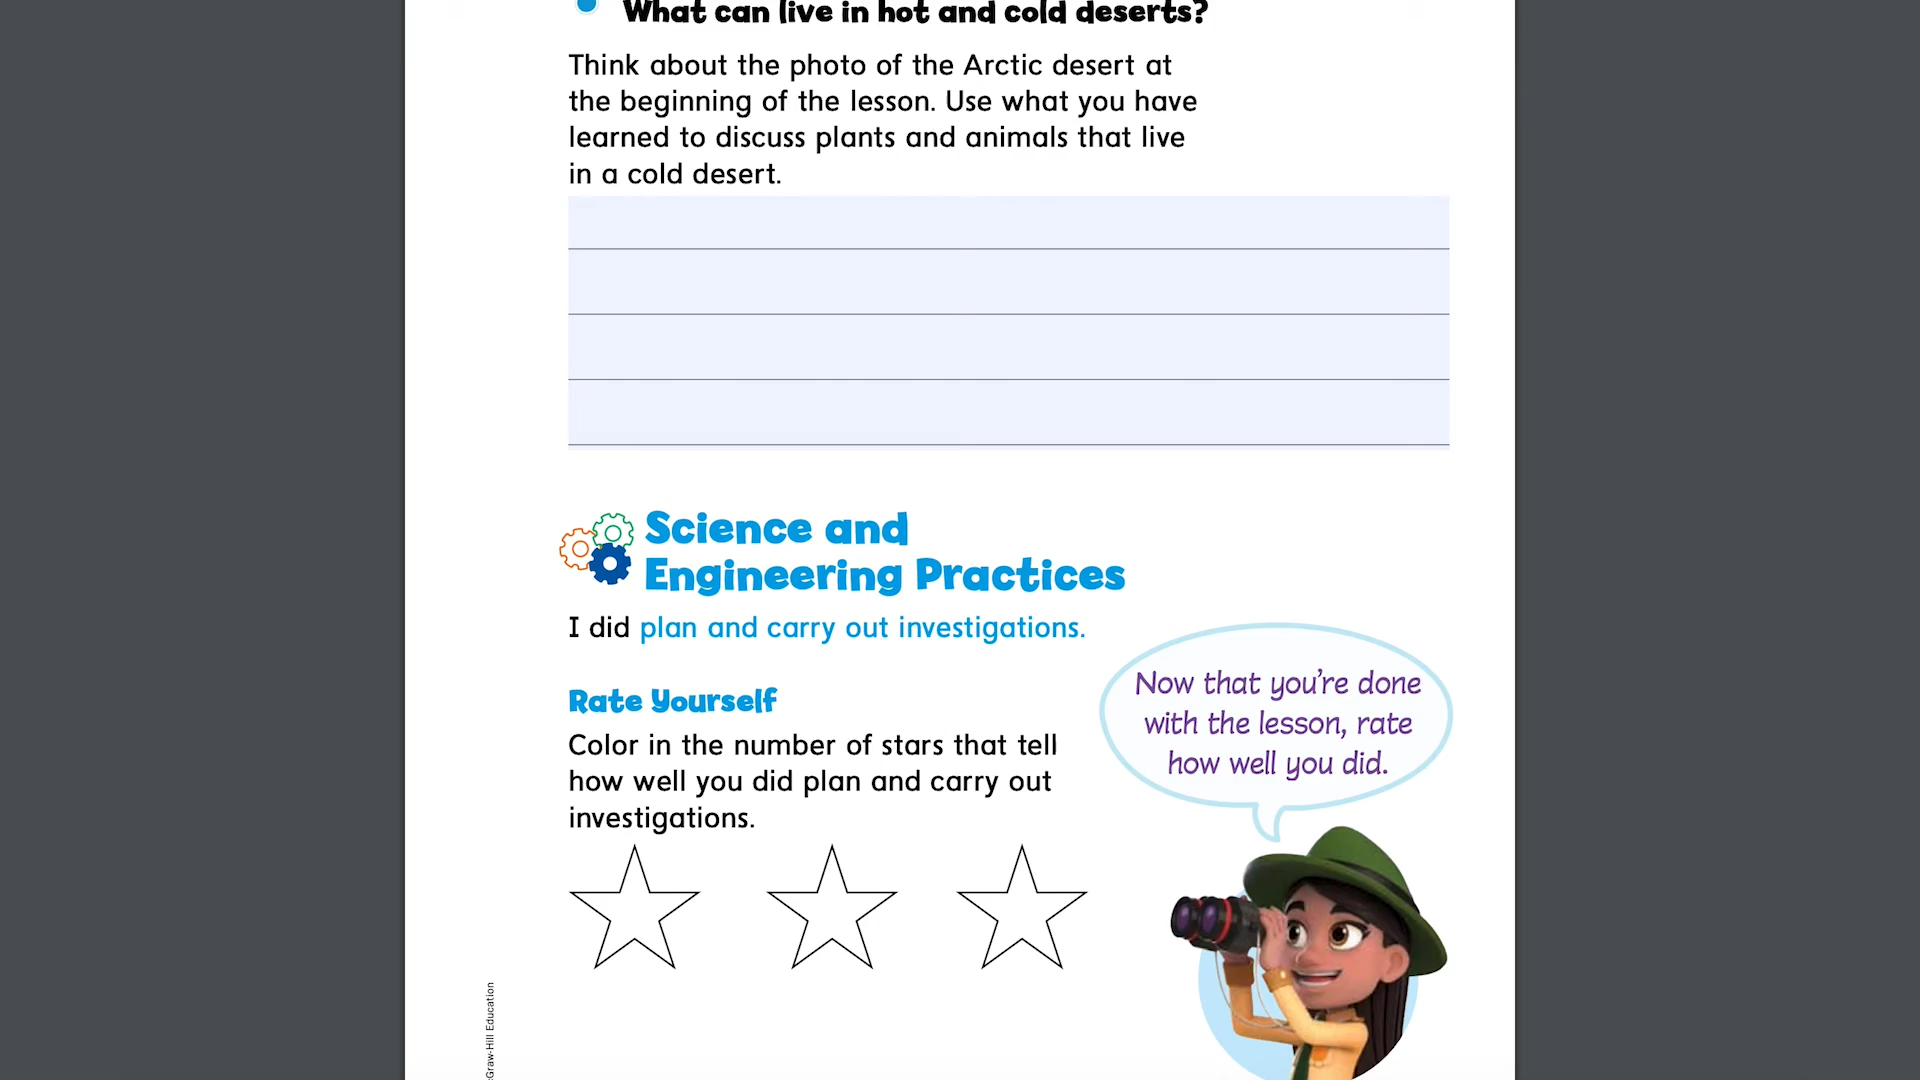 What can live in hot and cold deserts?
Think about the photo of the Arctic desert at
the beginning of the lesson. Use what you have
learned to discuss plants and animals that live
in a cold desert.
Science and
Engineering Practices
I did plan and carry out investigations.
Rate Yourself
Color in the number of stars that tell
how well you did plan and carry out
investigations.
Now that you're done
with the lesson, rate
how well you did.
Graw-Hill Education